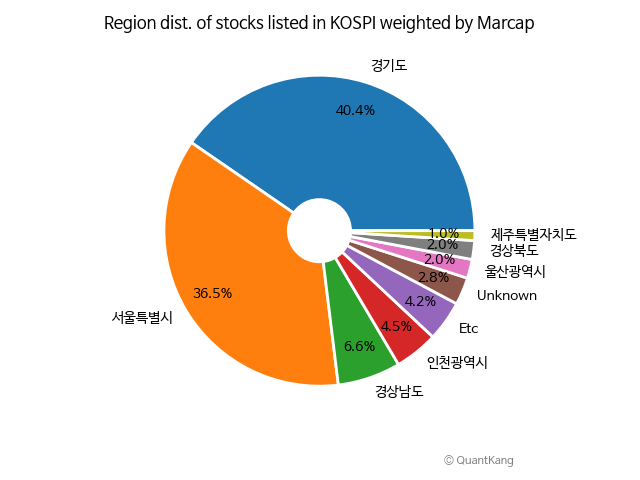 Region dist. of stocks listed in KOSPI weighted by Marcap
경기도
40.4%
서울특별시
36.5%
경상남도
6.6%
인천광역시
4.5%
Etc
4.2%
Unknown
2.8%
울산광역시
2.0%
경상북도
2.0%
제주특별자치도
1.0%
© QuantKang